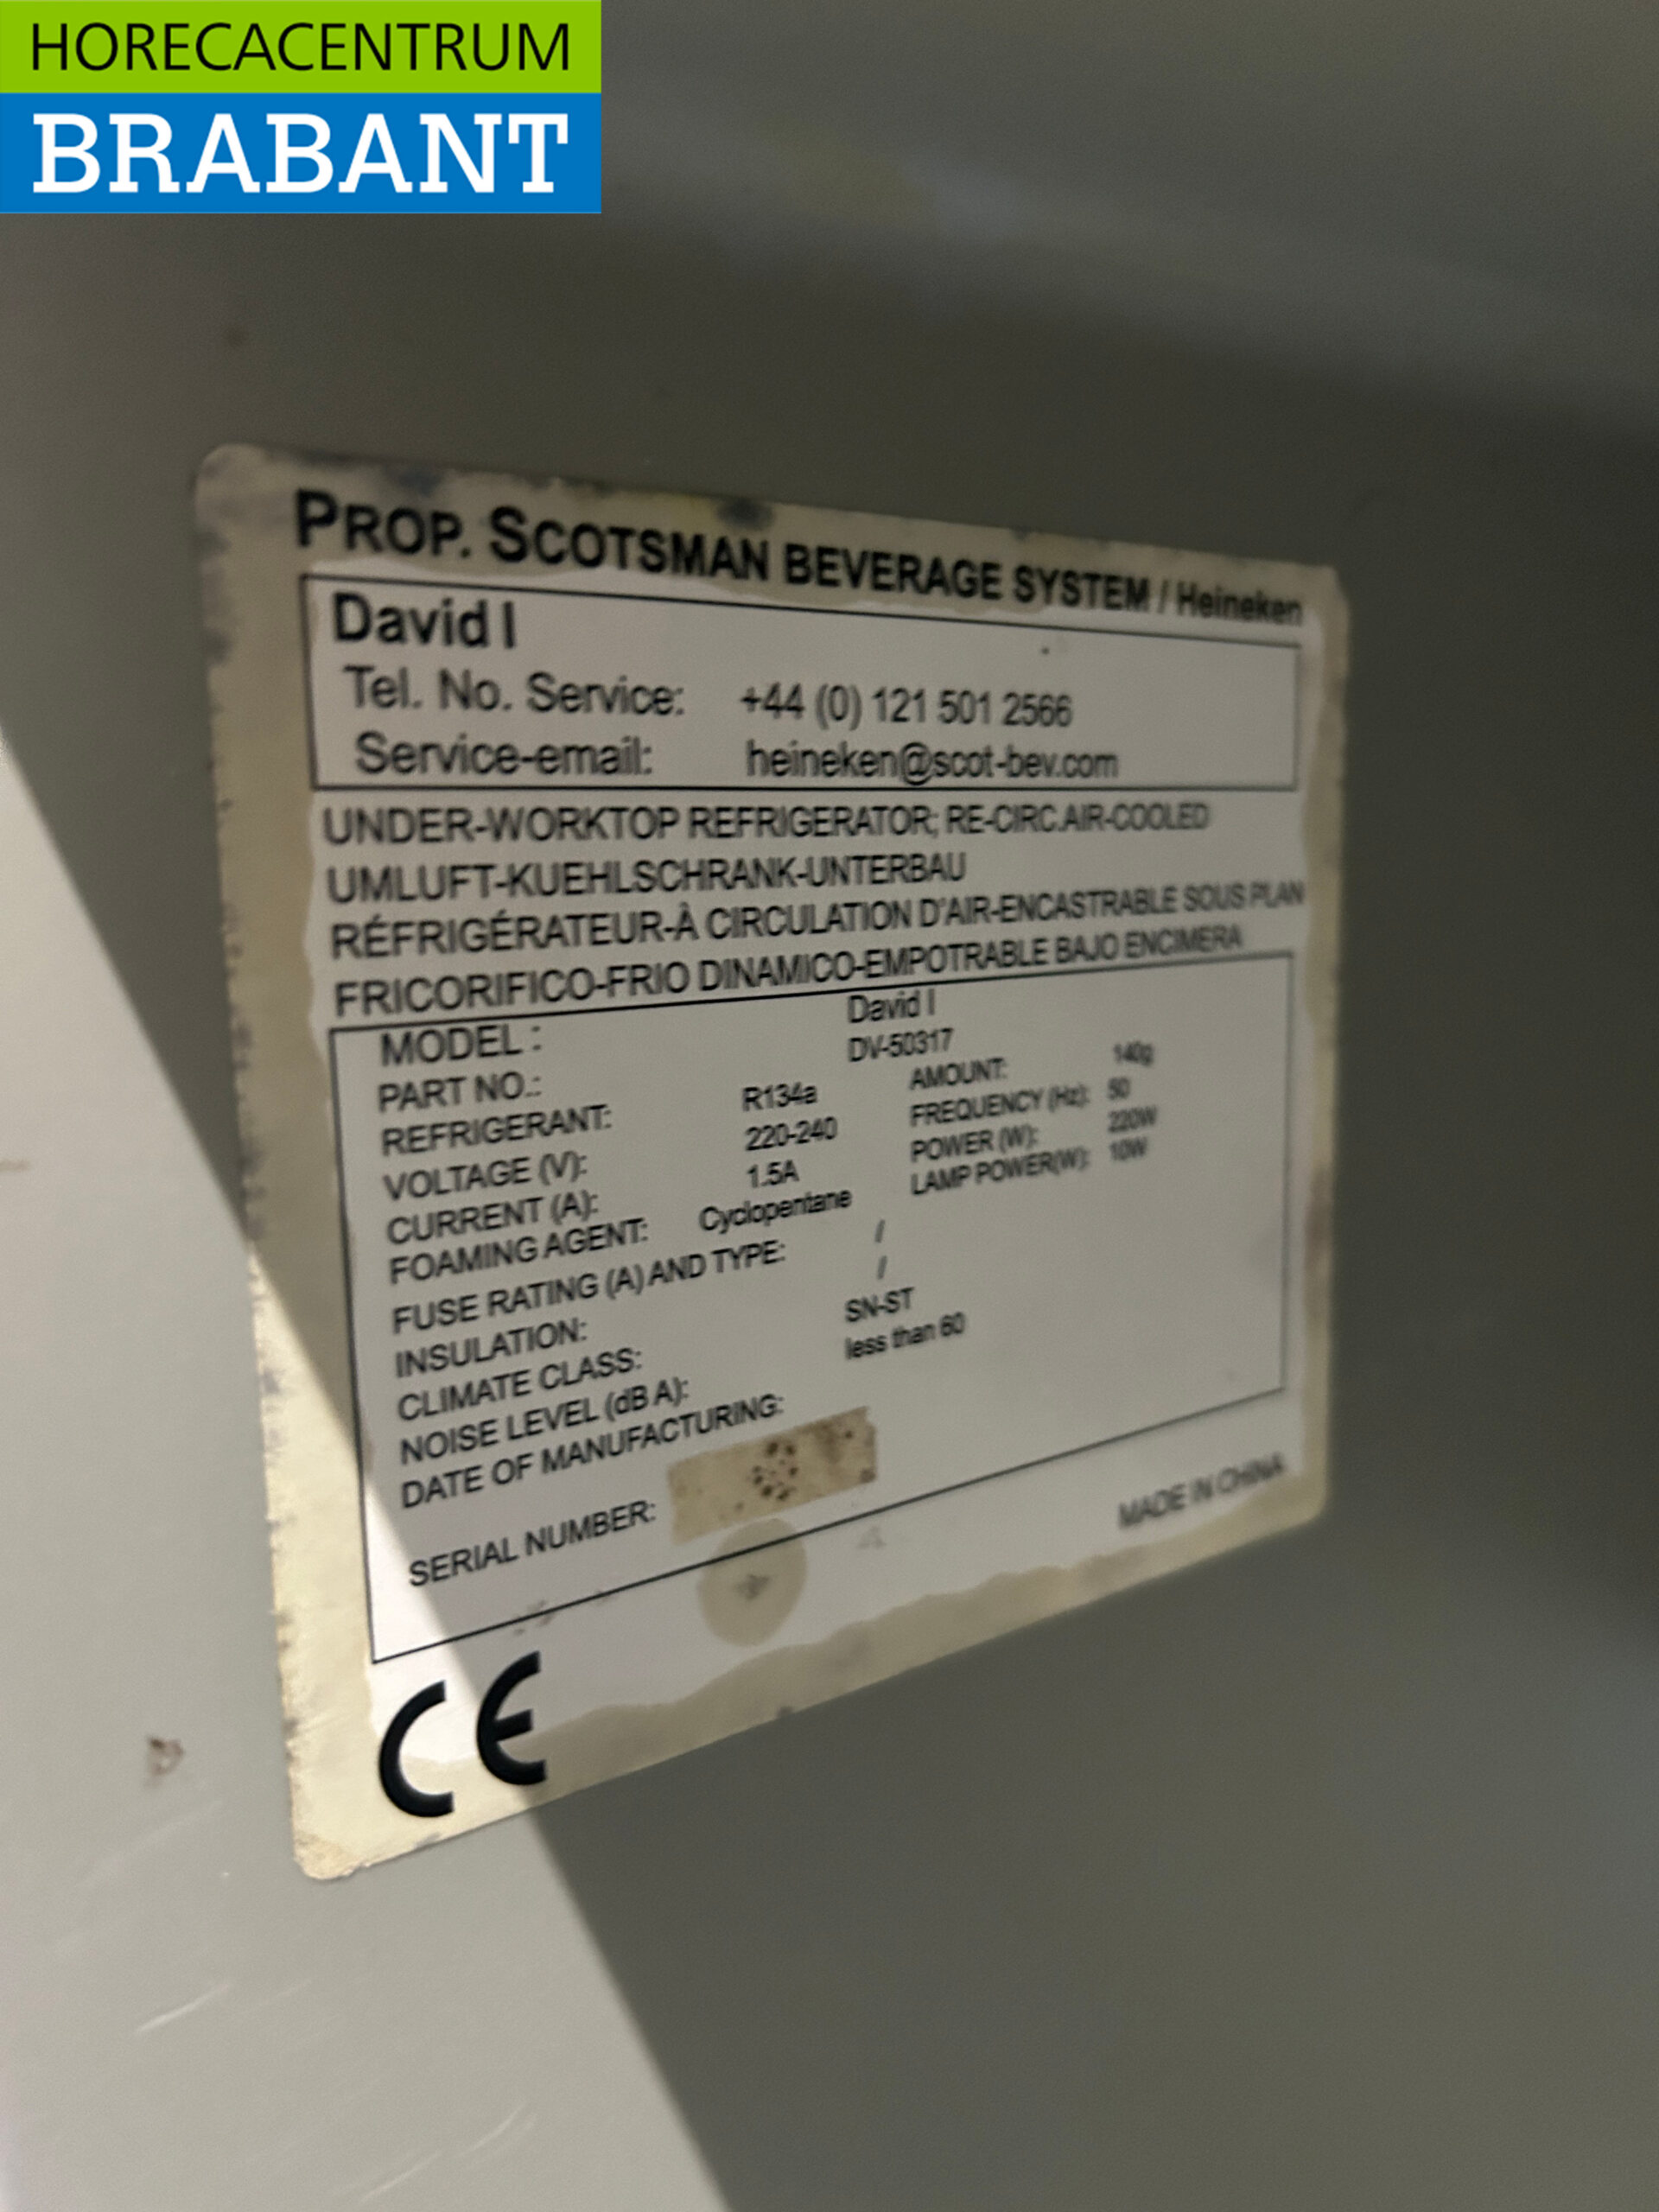 HORECACENTRUM
BRABANT
PROP. SCOTSMAN BEVERAGE SYSTEM / Heineken
David I
Tel. No. Service: +44 (0) 121 501 2566
Service-email: heineken@scot-bev.com
UNDER-WORKTOP REFRIGERATOR; RE-CIRC.AIR-COOLED
UMLUFT-KUEHLSCHRANK-UNTERBAU
RÉFRIGÉRATEUR-À CIRCULATION D'AIR-ENCASTRABLE SOUS PLAN
FRICORIFICO-FRIO DINAMICO-EMPOTRABLE BAJO ENCIMERA
MODEL : David I
PART NO.: DV-50317
REFRIGERANT: R134a AMOUNT: 140g
VOLTAGE (V): 220-240 FREQUENCY (Hz): 50
CURRENT (A): 1.5A POWER (W): 220W
FOAMING AGENT: Cyclopentane LAMP POWER(W): 10W
FUSE RATING (A) AND TYPE: /
INSULATION: /
CLIMATE CLASS: SN-ST
NOISE LEVEL (dB A): less than 60
DATE OF MANUFACTURING:
SERIAL NUMBER:
MADE IN CHINA
CE